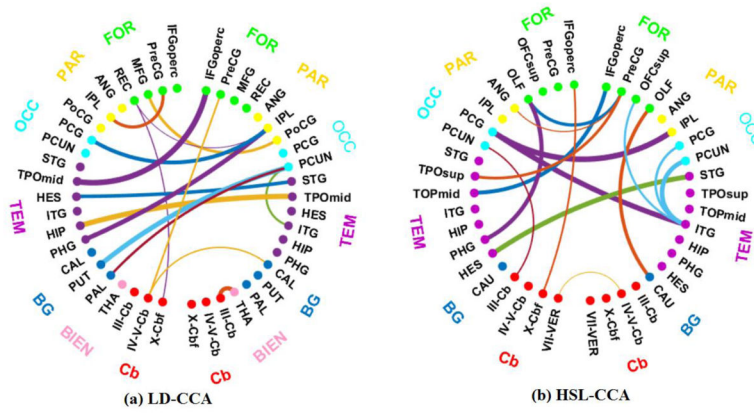 FOR
FOR
PAR
PAR
OCC
OCC
TEM
TEM
BG
BG
BIEN
BIEN
Cb
Cb
IFGoperc
PreCG
MFG
REC
ANG
IPL
PoCG
PCG
PCUN
STG
TPOmid
HES
ITG
HIP
PHG
CAL
PUT
PAL
THA
III-Cb
IV-V-Cb
X-Cbf
IFGoperc
PreCG
MFG
REC
ANG
IPL
PoCG
PCG
PCUN
STG
TPOmid
HES
ITG
HIP
PHG
CAL
PUT
PAL
THA
III-Cb
IV-V-Cb
X-Cbf
(a) LD-CCA
FOR
FOR
PAR
PAR
OCC
OCC
TEM
TEM
BG
BG
Cb
Cb
IFGoperc
PreCG
OFCsup
OLF
ANG
IPL
PCG
PCUN
STG
TPOsup
TOPmid
ITG
HIP
PHG
HES
CAU
III-Cb
IV-V-Cb
X-Cbf
VII-VER
IFGoperc
PreCG
OFCsup
OLF
ANG
IPL
PCG
PCUN
STG
TPOsup
TOPmid
ITG
HIP
PHG
HES
CAU
III-Cb
IV-V-Cb
X-Cbf
VII-VER
(b) HSL-CCA